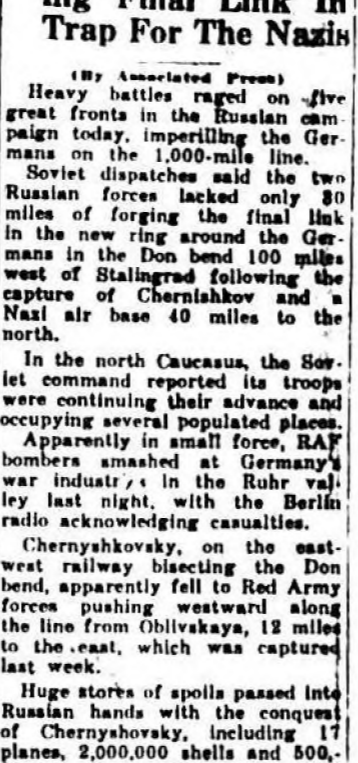 ing Final Link In
Trap For The Nazis
(By Associated Press)
Heavy battles raged on five
great fronts in the Russian cam-
paign today, imperilling the Ger-
mans on the 1,000-mile line.
Soviet dispatches said the two
Russian forces lacked only 80
miles of forging the final link
in the new ring around the Ger-
mans in the Don bend 100 miles
west of Stalingrad following the
capture of Chernishkov and a
Nazi air base 40 miles to the
north.
In the north Caucasus, the Sov-
iet command reported its troops
were continuing their advance and
occupying several populated places.
Apparently in small force, RAF
bombers smashed at Germany's
war in the Ruhr val-
ley last night, with the Berlin
radio acknowledging casualties.
Chernyshkovsky, on the east-
west railway bisecting the Don
bend, apparently fell to Red Army
forces pushing westward along
the line from Oblivskaya, 12 miles
to the east, which was captured
last week.
Huge stores of spoils passed into
Russian hands with the conquest
of Chernyshovsky, including 17
planes, 2,000,000 shells and 500,-